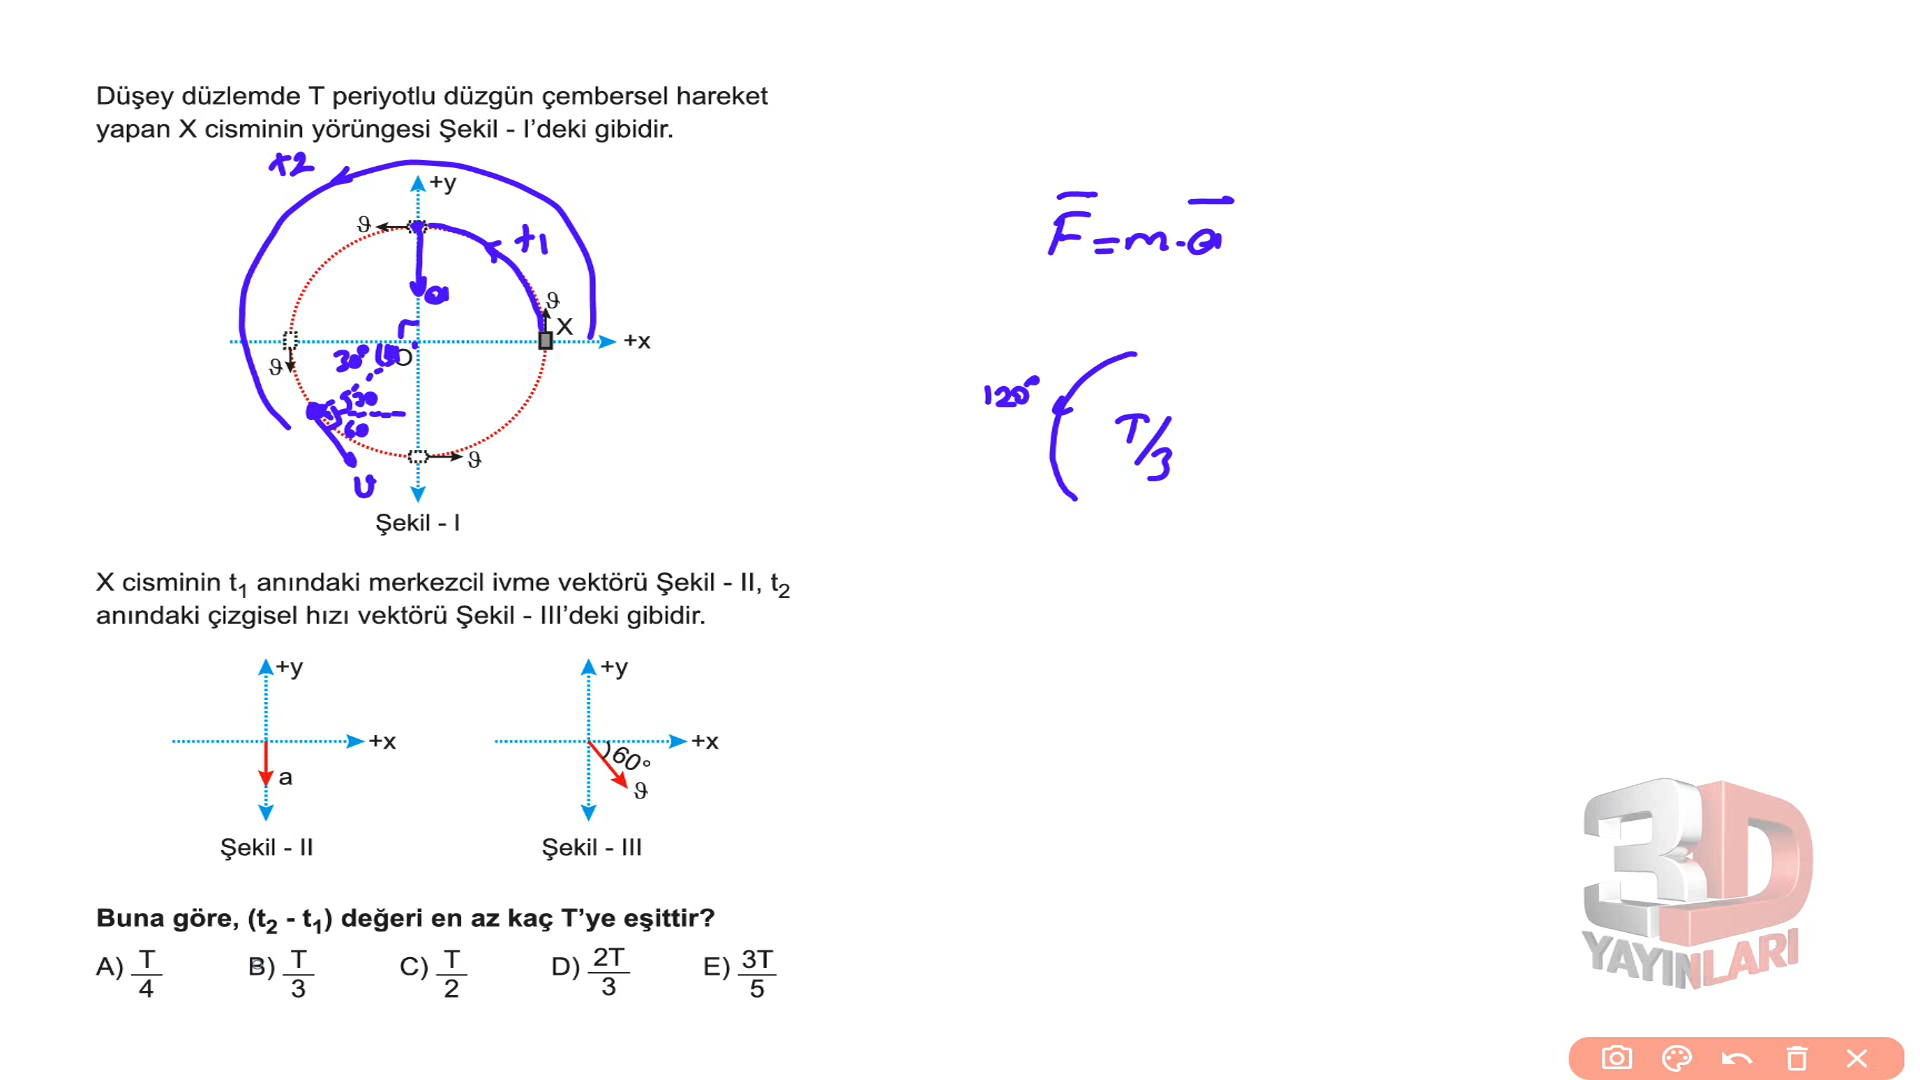 Düşey düzlemde T periyotlu düzgün çembersel hareket
yapan X cisminin yörüngesi Şekil - I’deki gibidir.
t2
+y
ϑ
t1
a
ϑ
X
+x
30°
O
ϑ
30
60
ϑ
υ
Şekil - I
F = m . a
120°
T/3
X cisminin t₁ anındaki merkezcil ivme vektörü Şekil - II, t₂
anındaki çizgisel hızı vektörü Şekil - III’deki gibidir.
+y
+x
a
Şekil - II
+y
+x
60°
ϑ
Şekil - III
Buna göre, (t₂ - t₁) değeri en az kaç T’ye eşittir?
A) T/4 B) T/3 C) T/2 D) 2T/3 E) 3T/5
3D
YAYINLARI